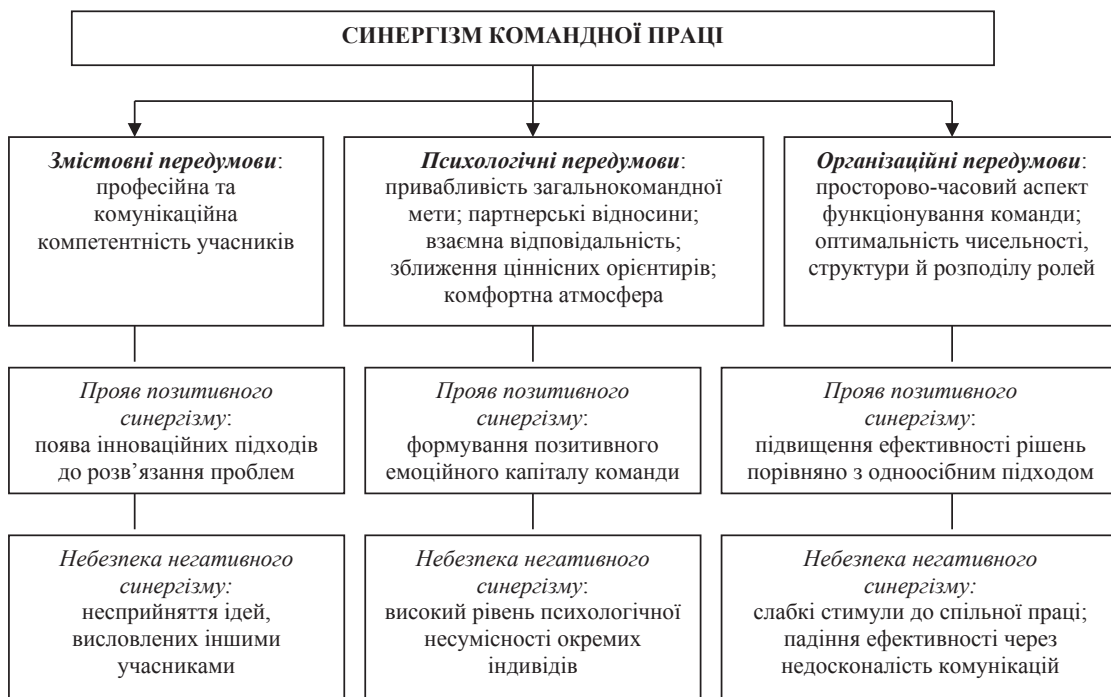 СИНЕРГІЗМ КОМАНДНОЇ ПРАЦІ
Змістовні передумови:
професійна та
комунікаційна
компетентність учасників
Психологічні передумови:
привабливість загальнокомандної
мети; партнерські відносини;
взаємна відповідальність;
зближення ціннісних орієнтирів;
комфортна атмосфера
Організаційні передумови:
просторово-часовий аспект
функціонування команди;
оптимальність чисельності,
структури й розподілу ролей
Прояв позитивного
синергізму:
поява інноваційних підходів
до розв’язання проблем
Прояв позитивного
синергізму:
формування позитивного
емоційного капіталу команди
Прояв позитивного
синергізму:
підвищення ефективності рішень
порівняно з одноосібним підходом
Небезпека негативного
синергізму:
несприйняття ідей,
висловлених іншими
учасниками
Небезпека негативного
синергізму:
високий рівень психологічної
несумісності окремих
індивідів
Небезпека негативного
синергізму:
слабкі стимули до спільної праці;
падіння ефективності через
недосконалість комунікацій